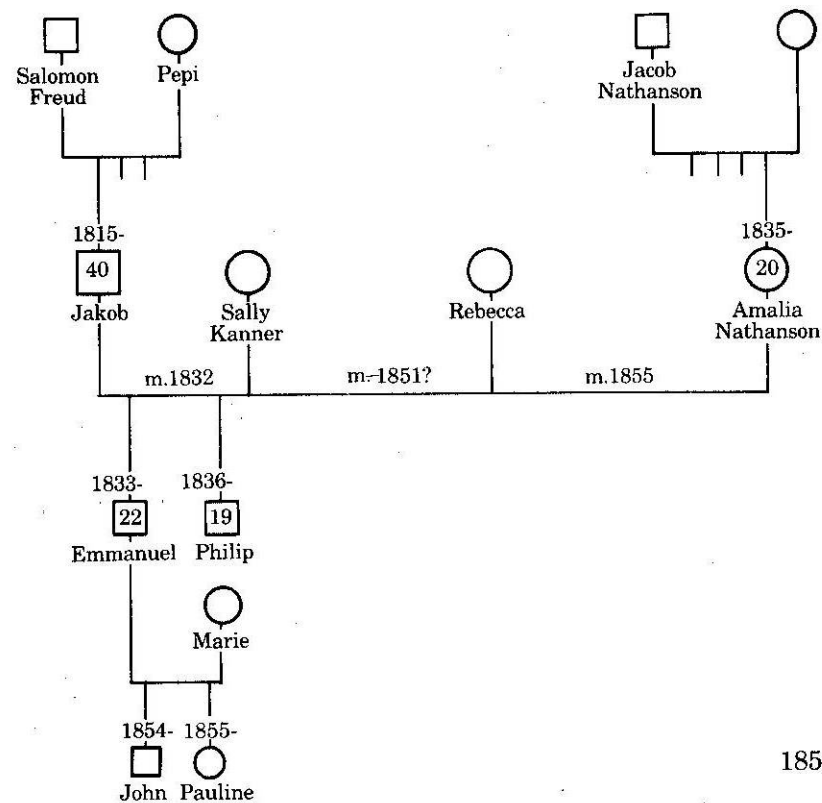 Salomon
Freud
Pepi
Jacob
Nathanson
1815-
40
Jakob
Sally
Kanner
Rebecca
1835-
20
Amalia
Nathanson
m.1832
m.-1851?
m.1855
1833-
22
Emmanuel
1836-
19
Philip
Marie
1854-
John
1855-
Pauline
185